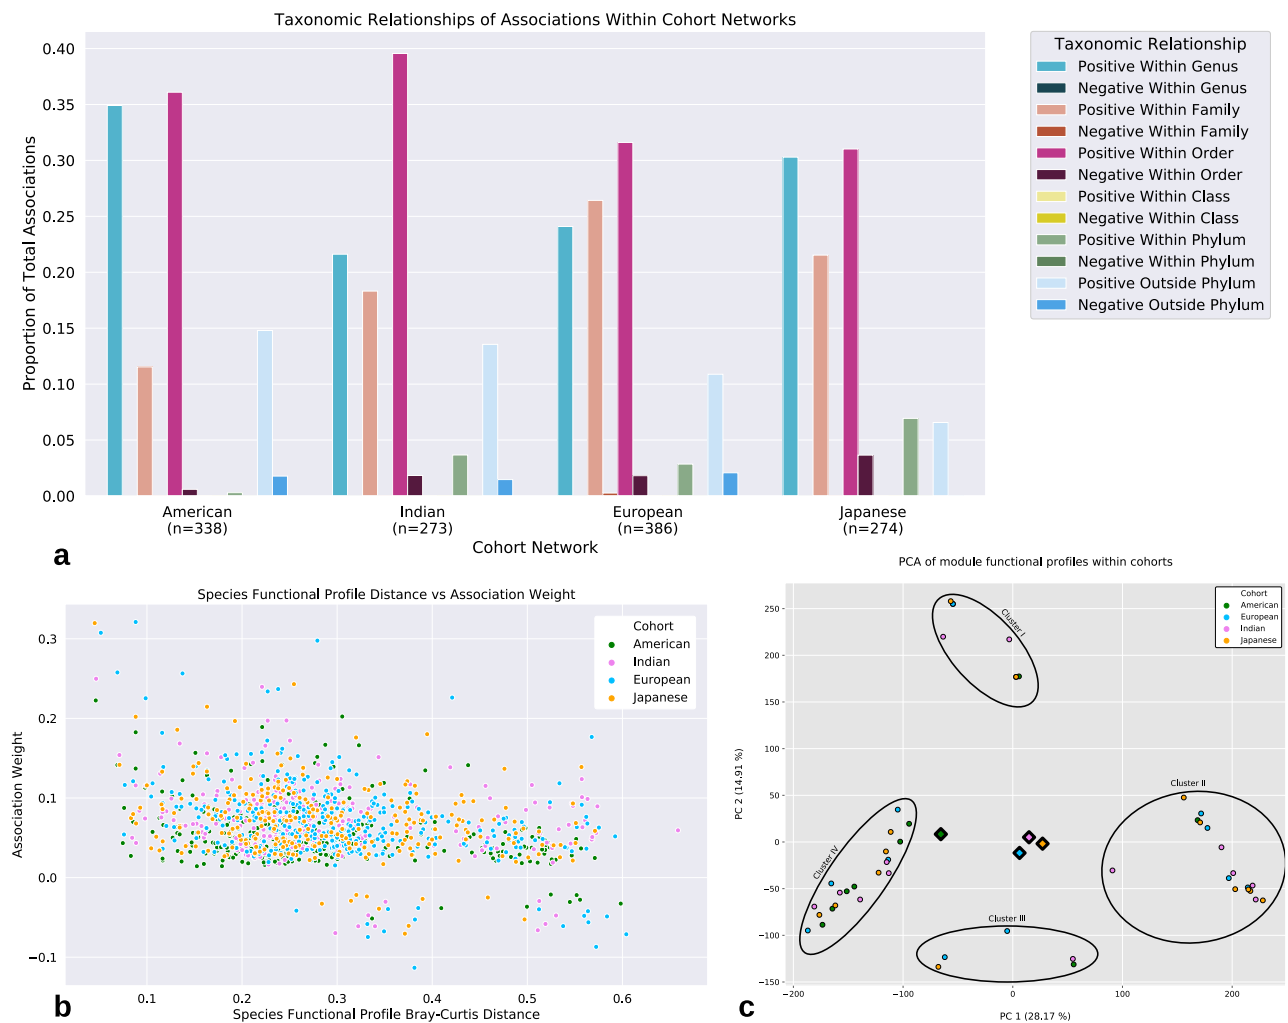 Taxonomic Relationships of Associations Within Cohort Networks
Proportion of Total Associations
0.40
0.35
0.30
0.25
0.20
0.15
0.10
0.05
0.00
American
(n=338)
Indian
(n=273)
European
(n=386)
Japanese
(n=274)
Cohort Network
a
Taxonomic Relationship
Positive Within Genus
Negative Within Genus
Positive Within Family
Negative Within Family
Positive Within Order
Negative Within Order
Positive Within Class
Negative Within Class
Positive Within Phylum
Negative Within Phylum
Positive Outside Phylum
Negative Outside Phylum
Species Functional Profile Distance vs Association Weight
Association Weight
0.3
0.2
0.1
0.0
−0.1
Cohort
American
Indian
European
Japanese
0.1
0.2
0.3
0.4
0.5
0.6
Species Functional Profile Bray-Curtis Distance
b
PCA of module functional profiles within cohorts
PC 2 (14.91 %)
250
200
150
100
50
0
−50
−100
−150
Cohort
American
European
Indian
Japanese
Cluster I
Cluster II
Cluster III
Cluster IV
−200
−100
0
100
200
PC 1 (28.17 %)
c